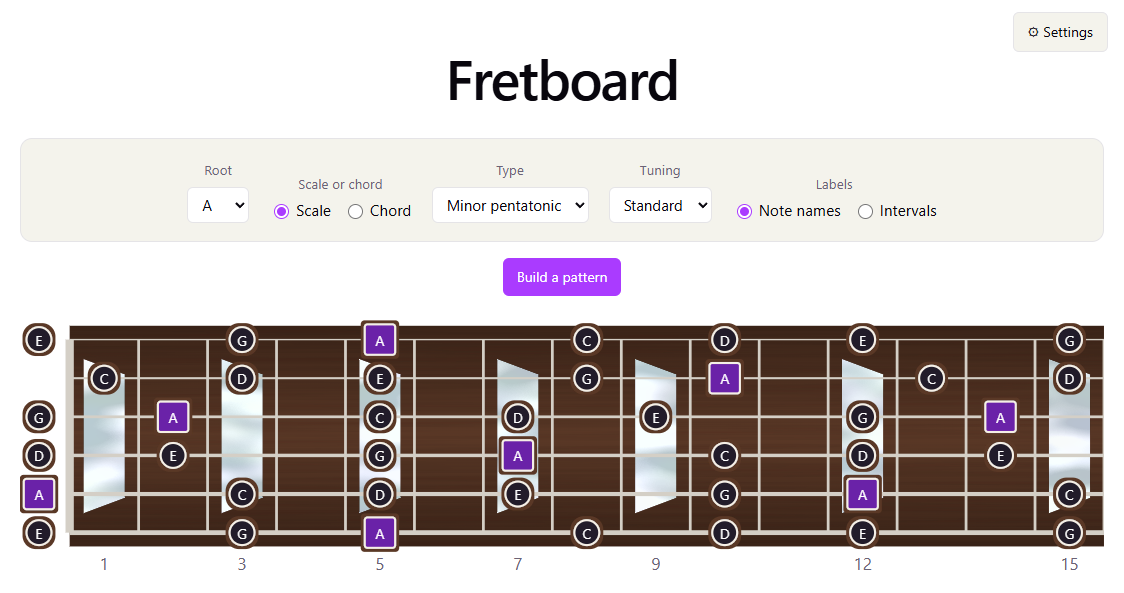 ⚙ Settings
Fretboard
Root
Scale or chord
Type
Tuning
Labels
A
Scale
Chord
Minor pentatonic
Standard
Note names
Intervals
Build a pattern
E G A C D E G
C D E G A C D
G A C D E G A
D E G A C D E
A C D E G A C
E G A C D E G
1 3 5 7 9 12 15